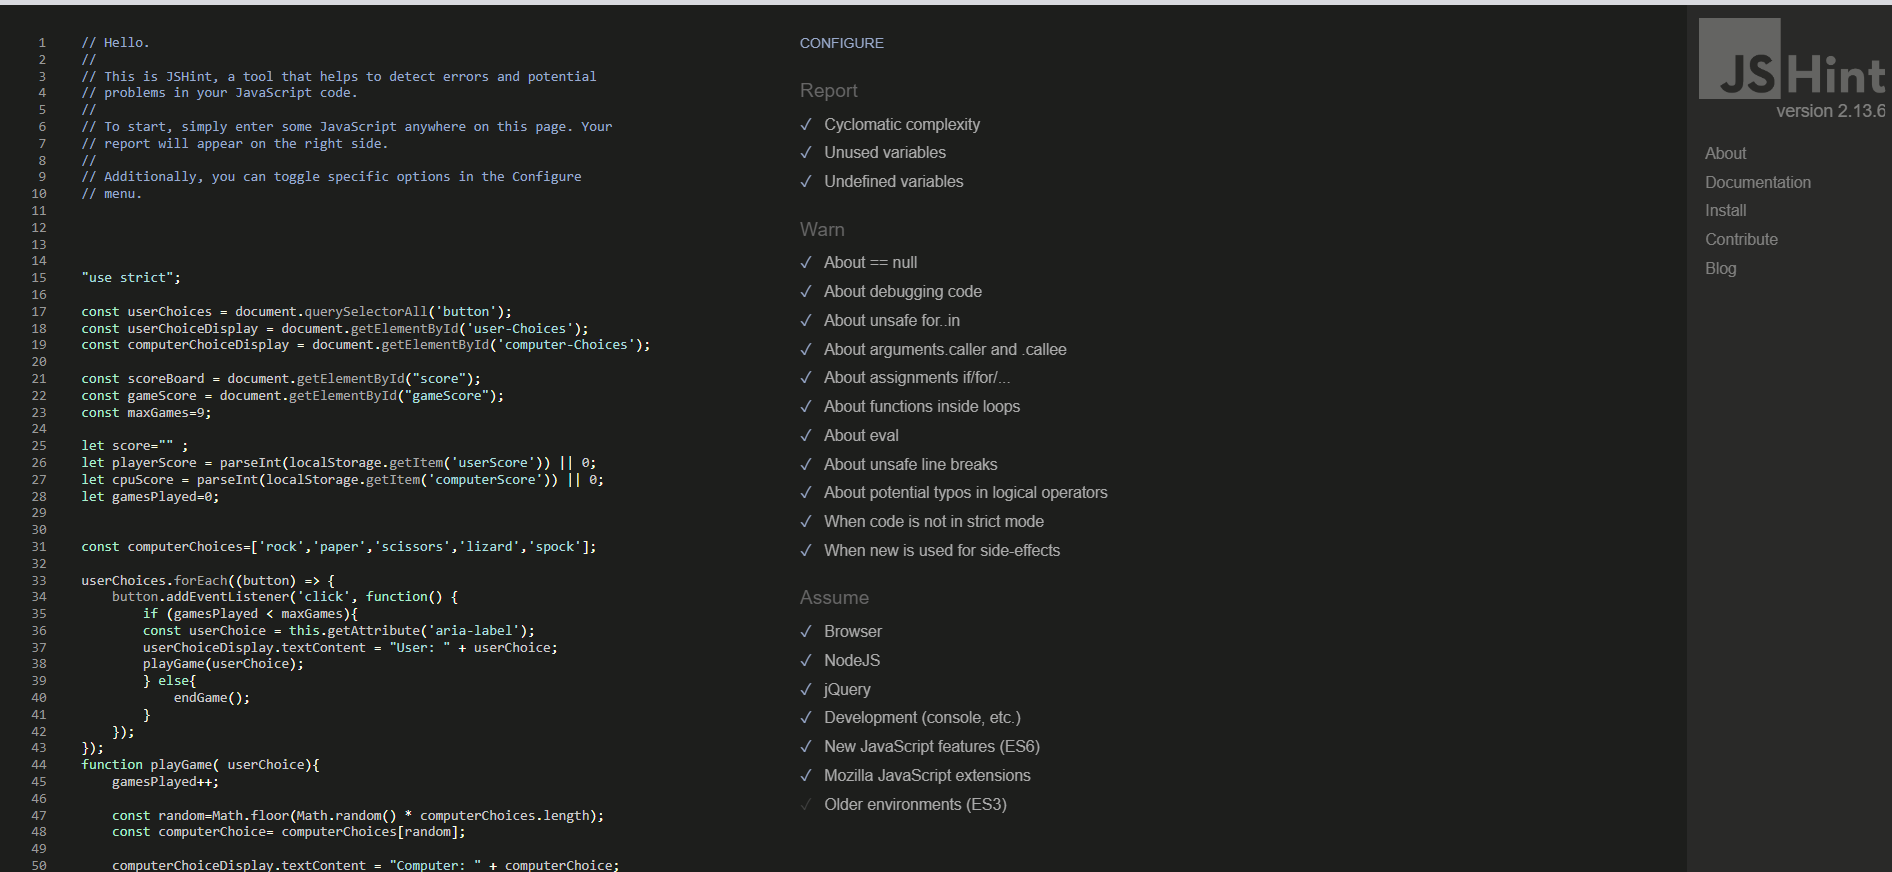 1 // Hello.
2 //
3 // This is JSHint, a tool that helps to detect errors and potential
4 // problems in your JavaScript code.
5 //
6 // To start, simply enter some JavaScript anywhere on this page. Your
7 // report will appear on the right side.
8 //
9 // Additionally, you can toggle specific options in the Configure
10 // menu.
11
12
13
14
15 "use strict";
16
17 const userChoices = document.querySelectorAll('button');
18 const userChoiceDisplay = document.getElementById('user-Choices');
19 const computerChoiceDisplay = document.getElementById('computer-Choices');
20
21 const scoreBoard = document.getElementById("score");
22 const gameScore = document.getElementById("gameScore");
23 const maxGames=9;
24
25 let score="" ;
26 let playerScore = parseInt(localStorage.getItem('userScore')) || 0;
27 let cpuScore = parseInt(localStorage.getItem('computerScore')) || 0;
28 let gamesPlayed=0;
29
30
31 const computerChoices=['rock','paper','scissors','lizard','spock'];
32
33 userChoices.forEach((button) => {
34     button.addEventListener('click', function() {
35         if (gamesPlayed < maxGames){
36         const userChoice = this.getAttribute('aria-label');
37         userChoiceDisplay.textContent = "User: " + userChoice;
38         playGame(userChoice);
39         } else{
40             endGame();
41         }
42     });
43 });
44 function playGame( userChoice){
45     gamesPlayed++;
46
47     const random=Math.floor(Math.random() * computerChoices.length);
48     const computerChoice= computerChoices[random];
49
50     computerChoiceDisplay.textContent = "Computer: " + computerChoice;
CONFIGURE
Report
✓ Cyclomatic complexity
✓ Unused variables
✓ Undefined variables
Warn
✓ About == null
✓ About debugging code
✓ About unsafe for..in
✓ About arguments.caller and .callee
✓ About assignments if/for/...
✓ About functions inside loops
✓ About eval
✓ About unsafe line breaks
✓ About potential typos in logical operators
✓ When code is not in strict mode
✓ When new is used for side-effects
Assume
✓ Browser
✓ NodeJS
✓ jQuery
✓ Development (console, etc.)
✓ New JavaScript features (ES6)
✓ Mozilla JavaScript extensions
✓ Older environments (ES3)
JSHint
version 2.13.6
About
Documentation
Install
Contribute
Blog